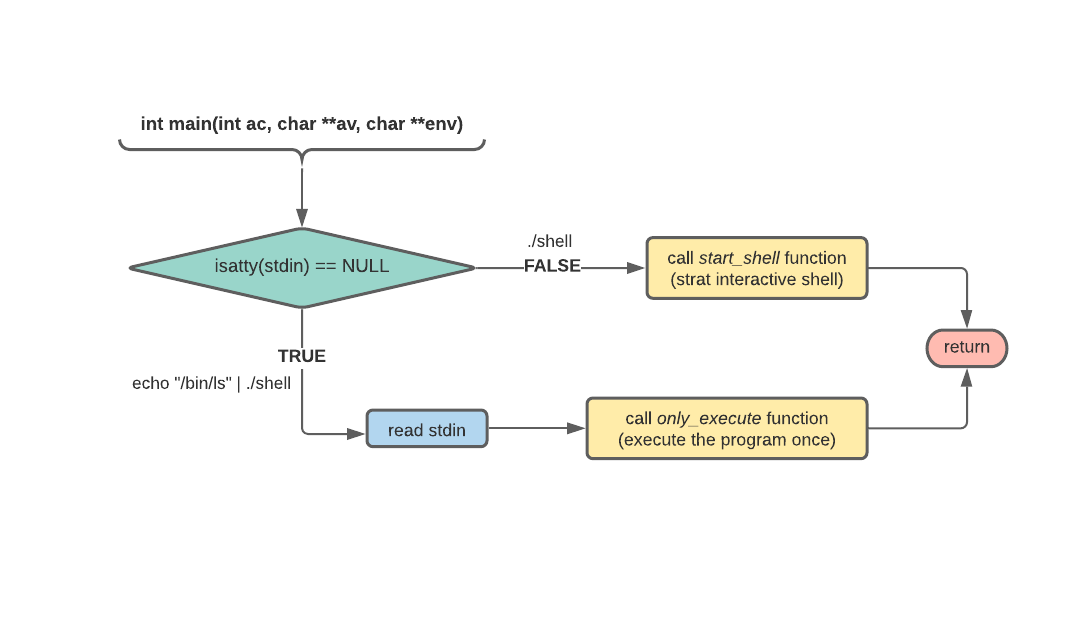 int main(int ac, char **av, char **env)
isatty(stdin) == NULL
./shell
FALSE
call start_shell function
(strat interactive shell)
return
TRUE
echo "/bin/ls" | ./shell
read stdin
call only_execute function
(execute the program once)